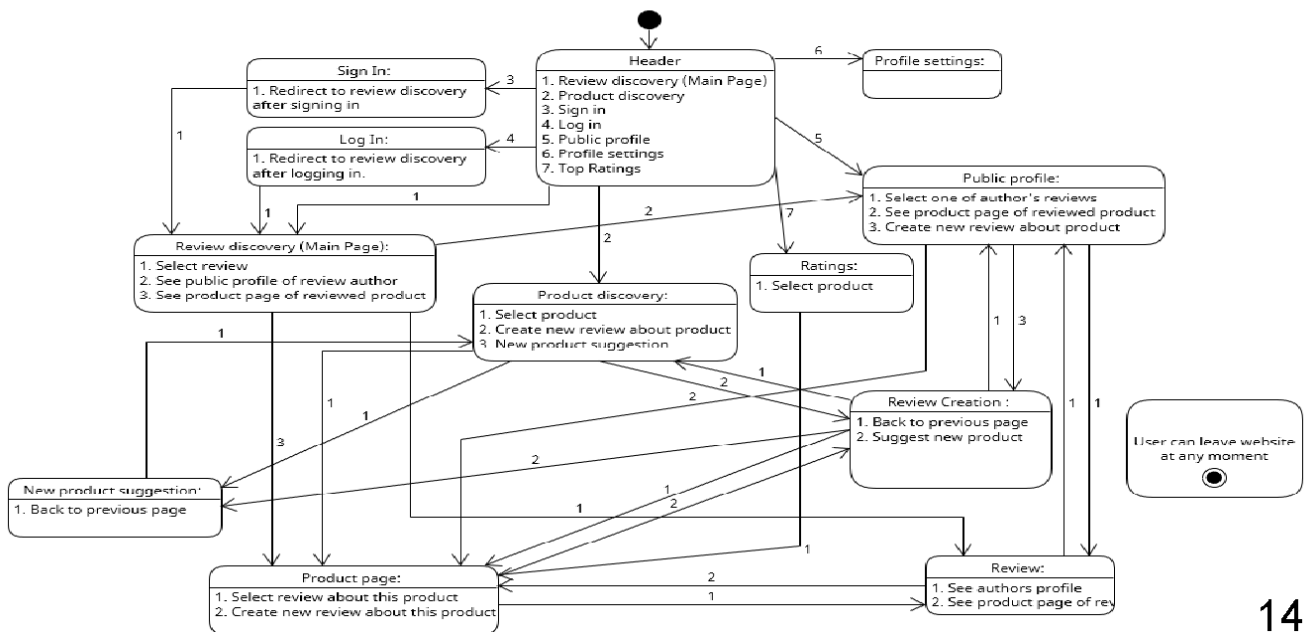 Header
1. Review discovery (Main Page)
2. Product discovery
3. Sign in
4. Log in
5. Public profile
6. Profile settings
7. Top Ratings
6
Profile settings:
Sign In:
1. Redirect to review discovery
after signing in
3
1
Log In:
1. Redirect to review discovery
after logging in.
4
1
1
5
7
2
2
Public profile:
1. Select one of author's reviews
2. See product page of reviewed product
3. Create new review about product
Review discovery (Main Page):
1. Select review
2. See public profile of review author
3. See product page of reviewed product
Ratings:
1. Select product
Product discovery:
1. Select product
2. Create new review about product
3. New product suggestion
1
1
3
1
2
2
1
1
1
1
3
2
Review Creation :
1. Back to previous page
2. Suggest new product
User can leave website
at any moment
New product suggestion:
1. Back to previous page
1
2
1
1
Product page:
1. Select review about this product
2. Create new review about this product
2
1
Review:
1. See authors profile
2. See product page of rev
14